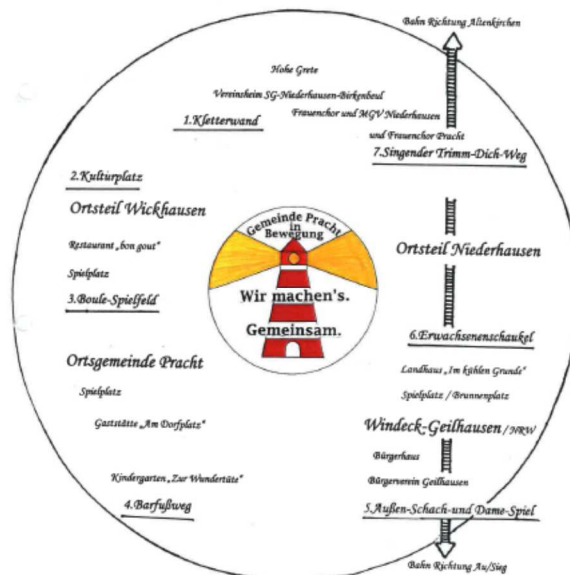 Bahn Richtung Altenkirchen
Hohe Grete
Vereinsheim SG-Niederhausen-Birkenbeul
Frauenchor und MGV Niederhausen
1.Kletterwand
und Frauenchor Pracht
7.Singender Trimm-Dich-Weg
2.Kulturplatz
Ortsteil Wickhausen
Restaurant „bon gout“
Spielplatz
3.Boule-Spielfeld
Gemeinde Pracht
in
Bewegung
Wir machen's.
Gemeinsam.
Ortsteil Niederhausen
6.Erwachsenenschaukel
Ortsgemeinde Pracht
Spielplatz
Gaststätte „Am Dorfplatz“
Kindergarten „Zur Wundertüte“
4.Barfußweg
Landhaus „Im kühlen Grunde“
Spielplatz / Brunnenplatz
Windeck-Geilhausen / NRW
Bürgerhaus
Bürgerverein Geilhausen
5.Außen-Schach-und Dame-Spiel
Bahn Richtung Au/Sieg